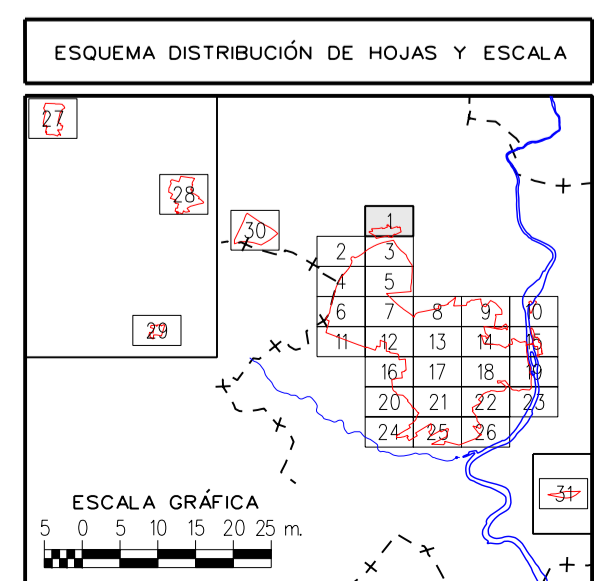 ESQUEMA DISTRIBUCIÓN DE HOJAS Y ESCALA
27
28
30
1
2 3
4 5
6 7 8 9 10
29
11 12 13 14 15
16 17 18 19
20 21 22 23
24 25 26
31
ESCALA GRÁFICA
5 0 5 10 15 20 25 m.